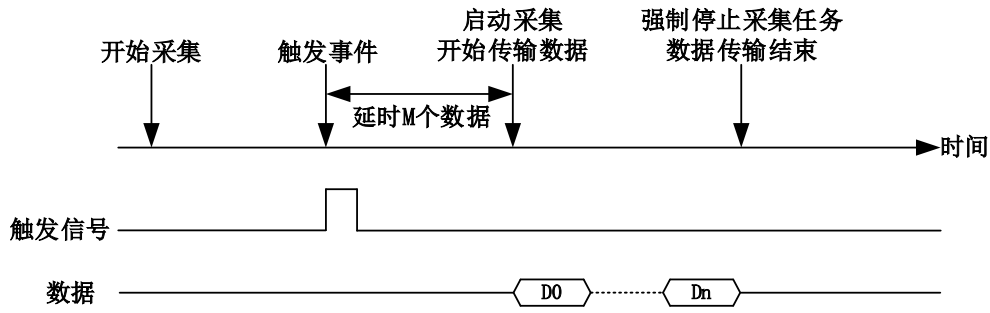 开始采集
触发事件
启动采集
开始传输数据
强制停止采集任务
数据传输结束
延时M个数据
时间
触发信号
数据
D0
Dn